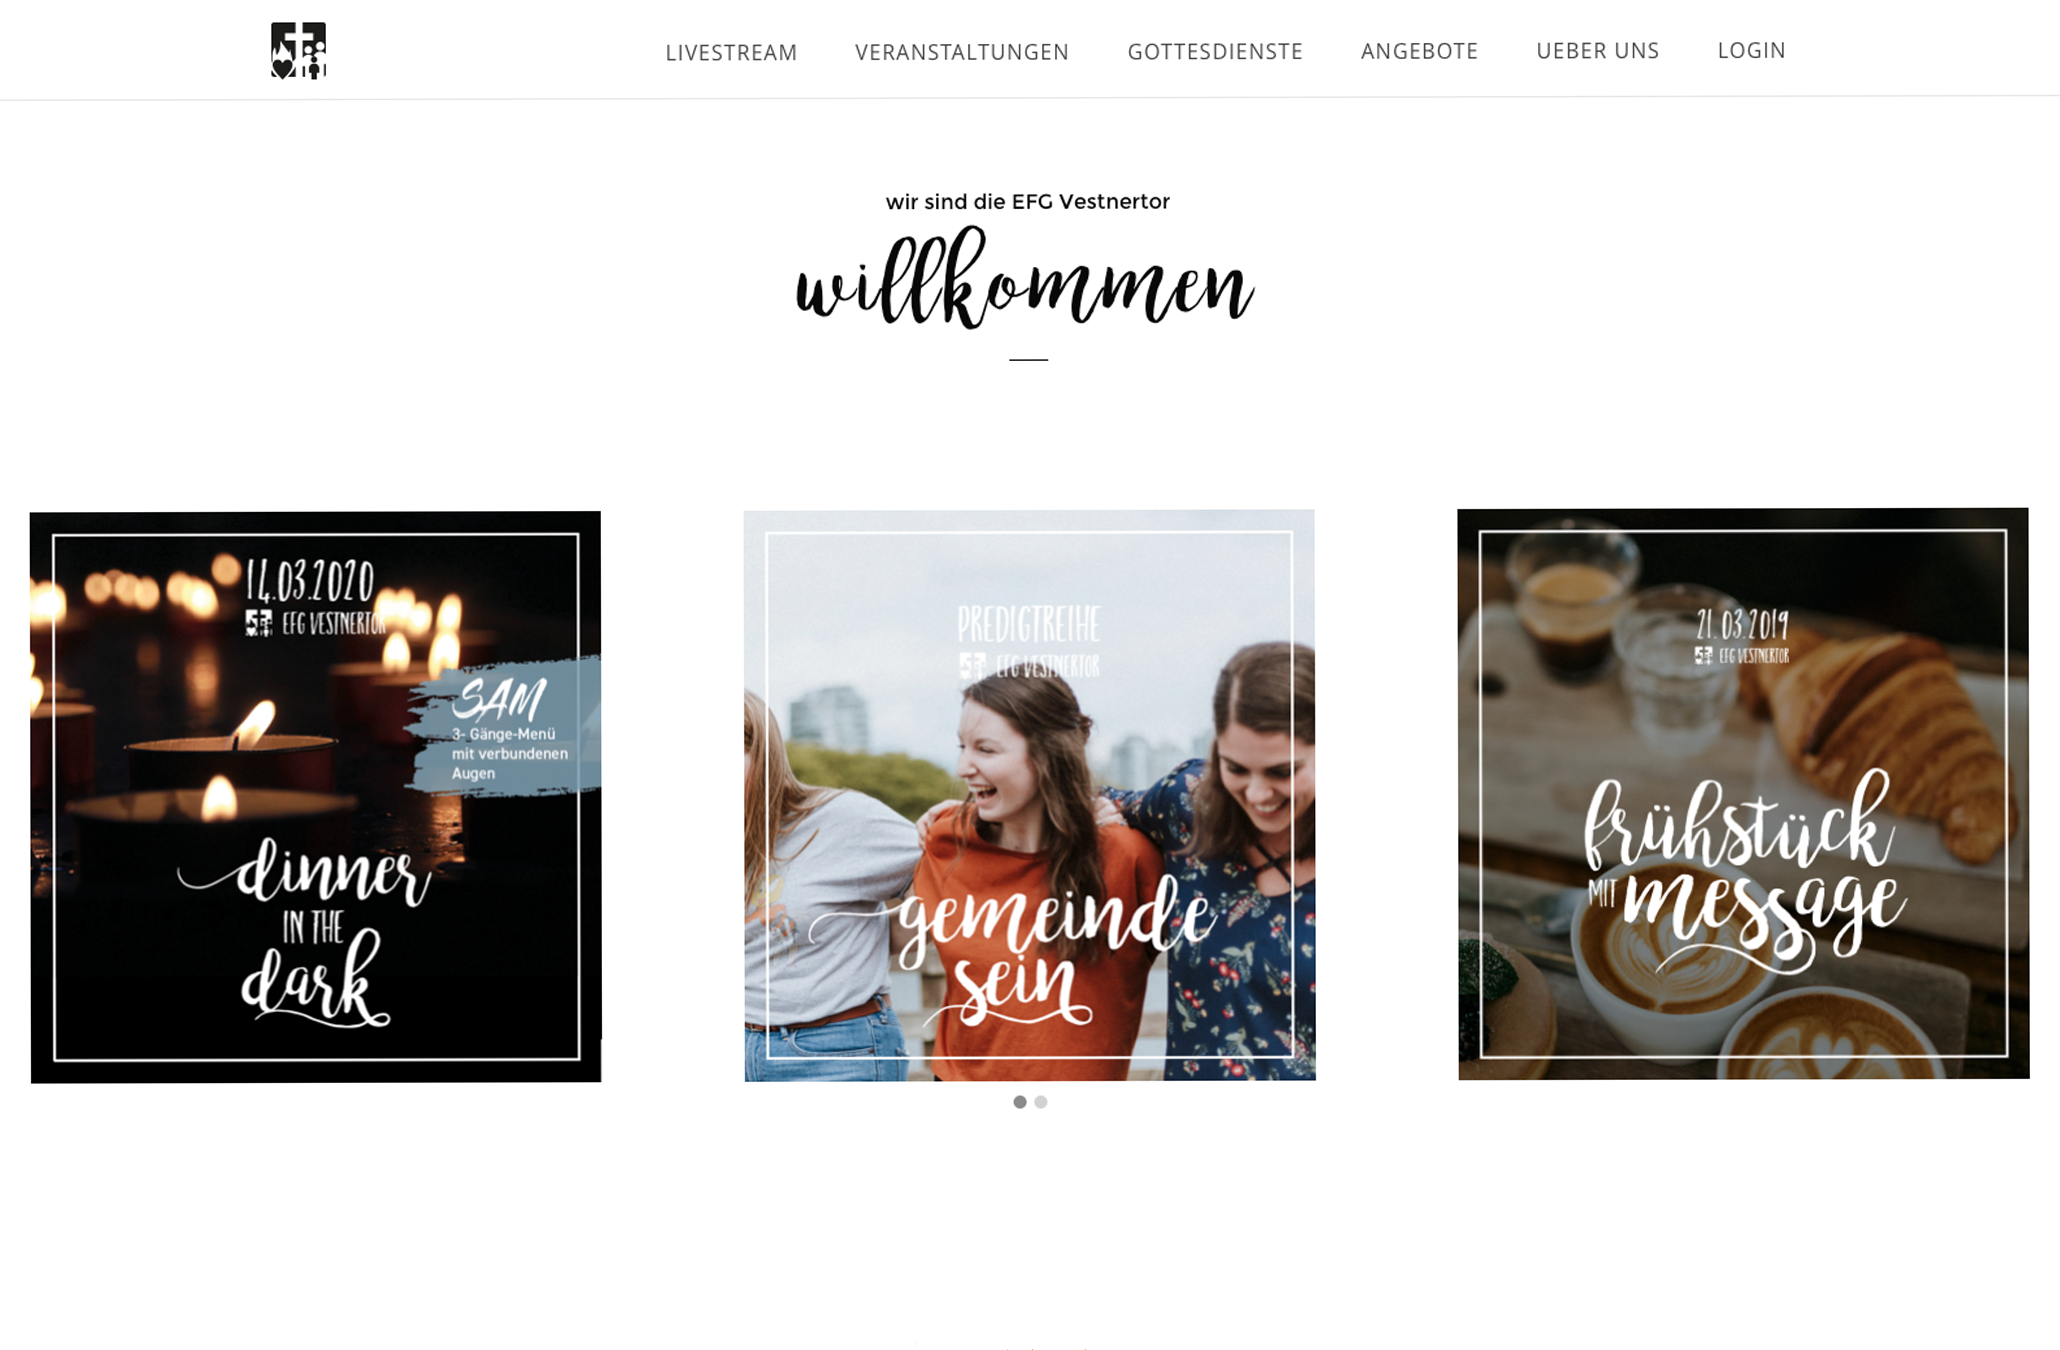 LIVESTREAM VERANSTALTUNGEN GOTTESDIENSTE ANGEBOTE UEBER UNS LOGIN
wir sind die EFG Vestnertor
willkommen
14.03.2020
EFG VESTNERTOR
SAM
3- Gänge-Menü
mit verbundenen
Augen
dinner
IN THE
dark
PREDIGTREIHE
EFG VESTNERTOR
gemeinde
sein
21.03.2019
EFG VESTNERTOR
frühstück
MIT message